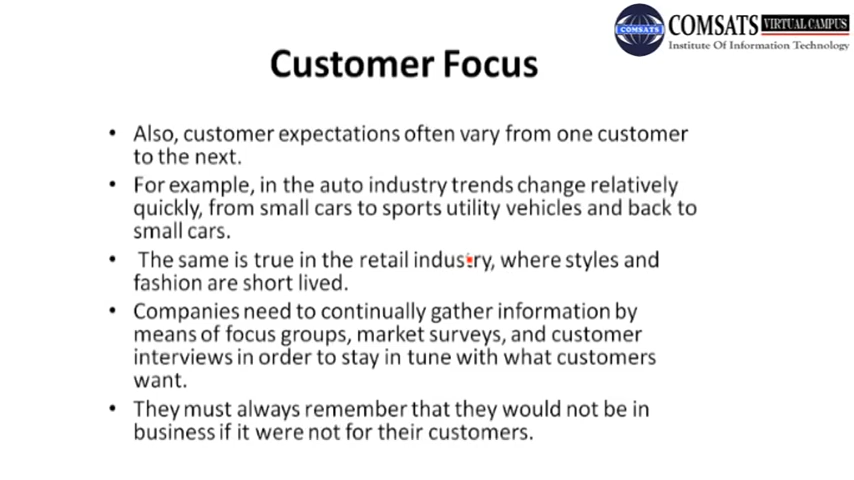 COMSATS
COMSATS VIRTUAL CAMPUS
Institute Of Information Technology
Customer Focus
• Also, customer expectations often vary from one customer
to the next.
• For example, in the auto industry trends change relatively
quickly, from small cars to sports utility vehicles and back to
small cars.
• The same is true in the retail industry, where styles and
fashion are short lived.
• Companies need to continually gather information by
means of focus groups, market surveys, and customer
interviews in order to stay in tune with what customers
want.
• They must always remember that they would not be in
business if it were not for their customers.